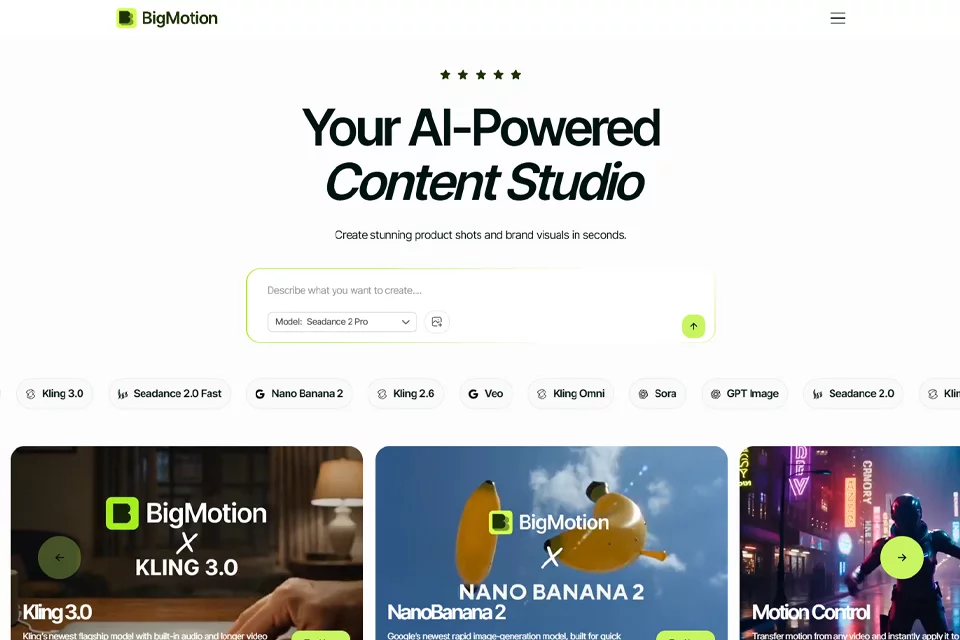 BigMotion
Your AI-Powered
Content Studio
Create stunning product shots and brand visuals in seconds.
Describe what you want to create....
Model: Seadance 2 Pro
Kling 3.0
Seadance 2.0 Fast
Nano Banana 2
Kling 2.6
Veo
Kling Omni
Sora
GPT Image
Seadance 2.0
BigMotion
X
KLING 3.0
Kling 3.0
Kling's newest flagship model with built-in audio and longer video
BigMotion
X
NANO BANANA 2
NanoBanana 2
Google's newest rapid image-generation model, built for quick
CRNORY
Motion Control
Transfer motion from any video and instantly apply it to